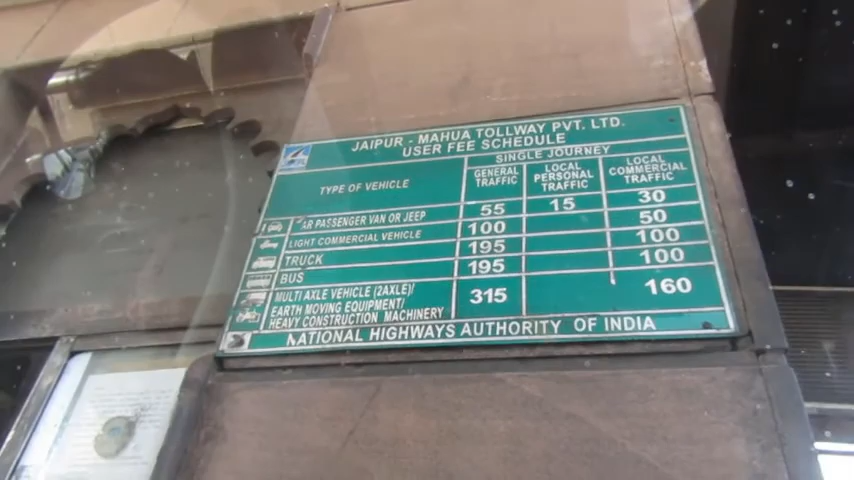 JAIPUR - MAHUA TOLLWAY PVT. LTD.
USER FEE SCHEDULE
TYPE OF VEHICLE
SINGLE JOURNEY
GENERAL TRAFFIC
LOCAL PERSONAL TRAFFIC
LOCAL COMMERCIAL TRAFFIC
AR PASSENGER VAN OR JEEP 55 15 30
LIGHT COMMERCIAL VEHICLE 100 50
TRUCK 195 100
BUS 195 100
MULTI AXLE VEHICLE (2AXLE)/
EARTH MOVING EQUIPMENT/ 315 160
HEAVY CONSTRUCTION MACHINERY
NATIONAL HIGHWAYS AUTHORITY OF INDIA